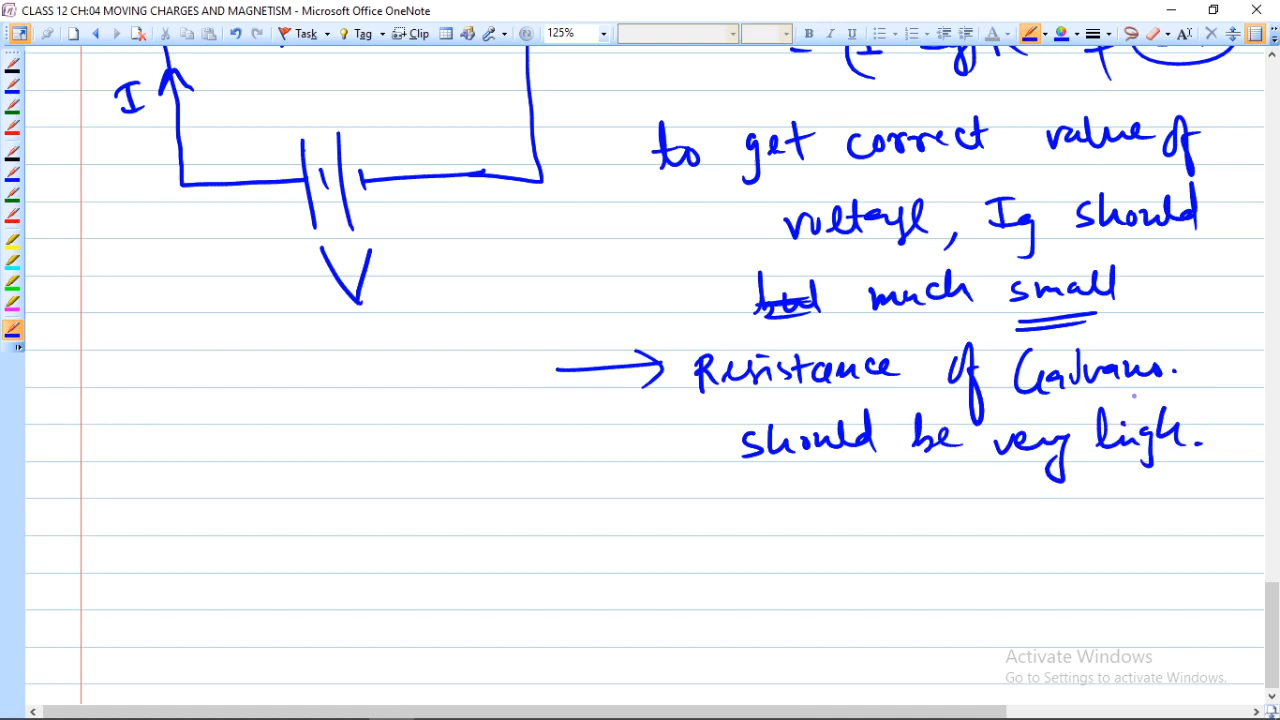 CLASS 12 CH:04 MOVING CHARGES AND MAGNETISM - Microsoft Office OneNote
Task
Tag
Clip
125%
B I U
A
I
to get correct value of
voltage, Ig should
much small
→ Resistance of Galvano.
should be very high.
Activate Windows
Go to Settings to activate Windows.